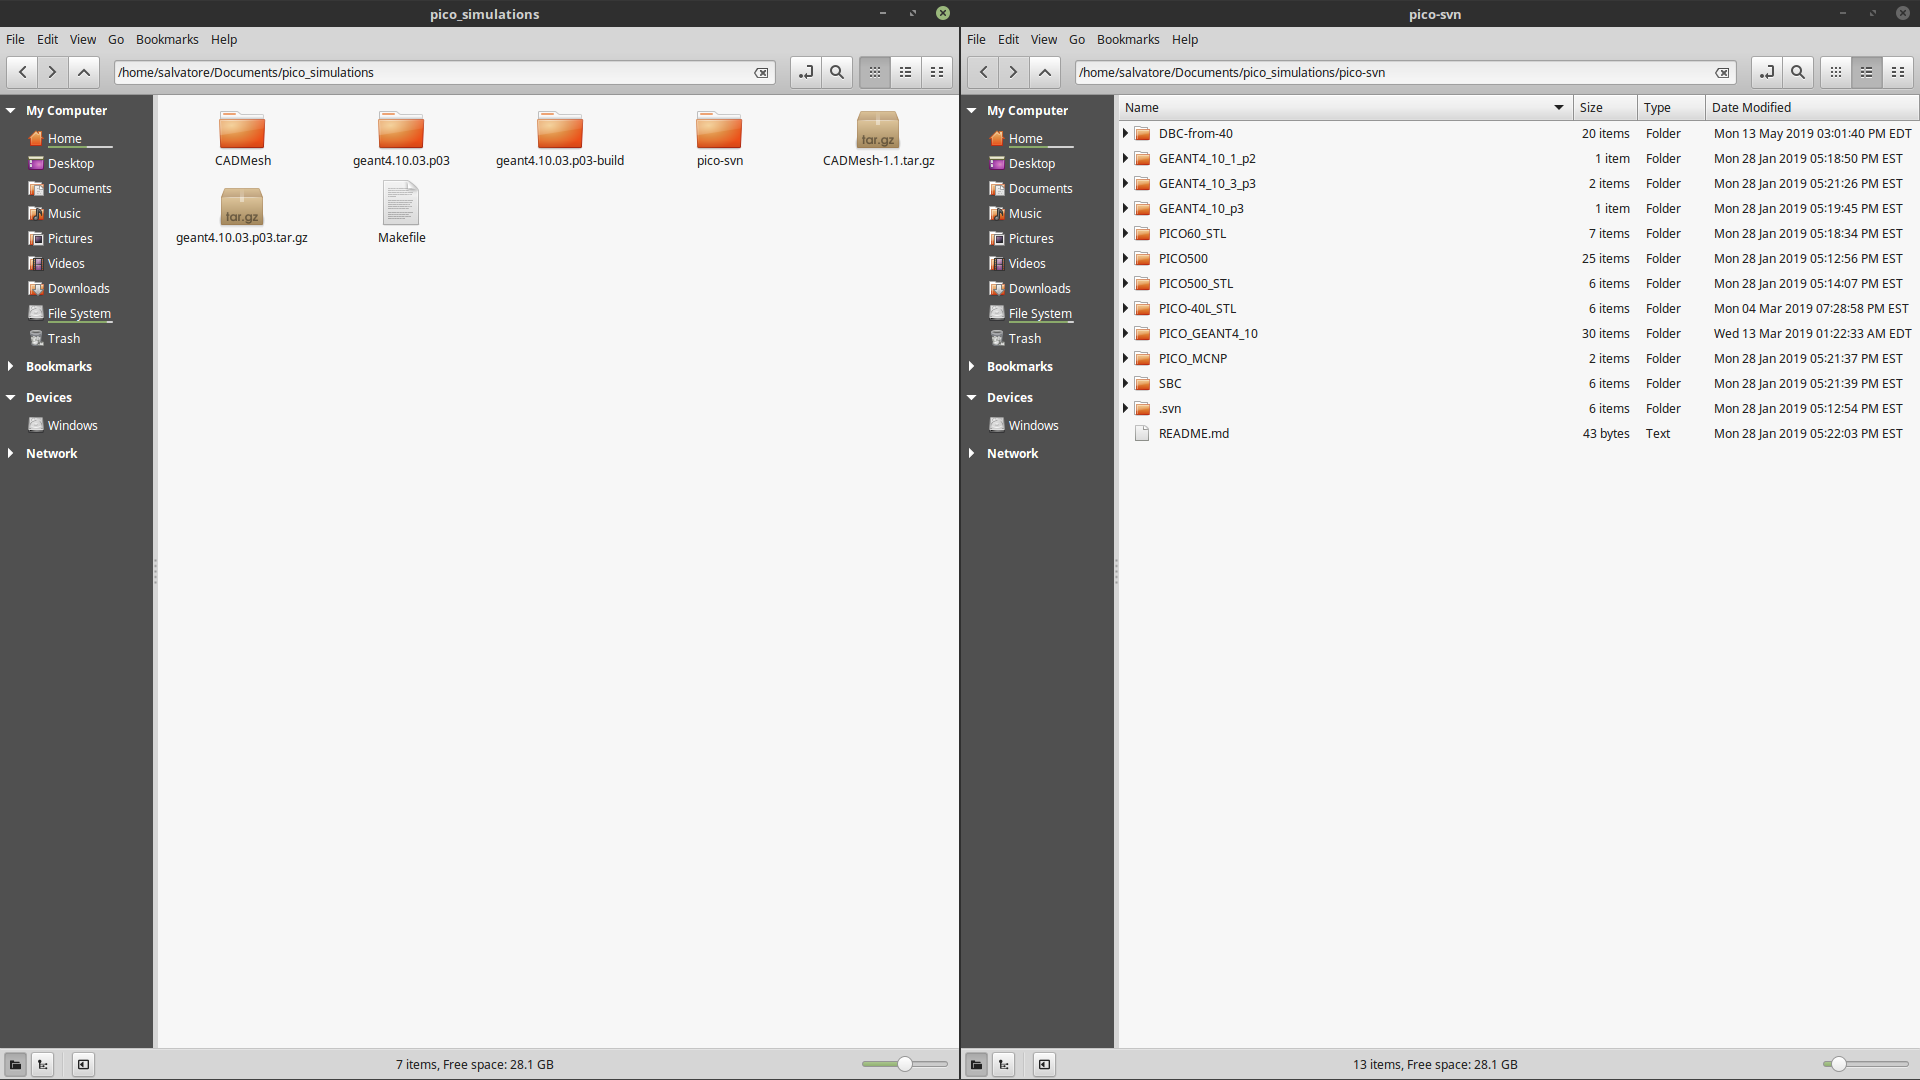 pico_simulations
File Edit View Go Bookmarks Help
/home/salvatore/Documents/pico_simulations
My Computer
Home
Desktop
Documents
Music
Pictures
Videos
Downloads
File System
Trash
Bookmarks
Devices
Windows
Network
CADMesh
geant4.10.03.p03
geant4.10.03.p03-build
pico-svn
tar.gz
CADMesh-1.1.tar.gz
tar.gz
geant4.10.03.p03.tar.gz
Makefile
7 items, Free space: 28.1 GB
pico-svn
File Edit View Go Bookmarks Help
/home/salvatore/Documents/pico_simulations/pico-svn
My Computer
Home
Desktop
Documents
Music
Pictures
Videos
Downloads
File System
Trash
Bookmarks
Devices
Windows
Network
Name Size Type Date Modified
DBC-from-40 20 items Folder Mon 13 May 2019 03:01:40 PM EDT
GEANT4_10_1_p2 1 item Folder Mon 28 Jan 2019 05:18:50 PM EST
GEANT4_10_3_p3 2 items Folder Mon 28 Jan 2019 05:21:26 PM EST
GEANT4_10_p3 1 item Folder Mon 28 Jan 2019 05:19:45 PM EST
PICO60_STL 7 items Folder Mon 28 Jan 2019 05:18:34 PM EST
PICO500 25 items Folder Mon 28 Jan 2019 05:12:56 PM EST
PICO500_STL 6 items Folder Mon 28 Jan 2019 05:14:07 PM EST
PICO-40L_STL 6 items Folder Mon 04 Mar 2019 07:28:58 PM EST
PICO_GEANT4_10 30 items Folder Wed 13 Mar 2019 01:22:33 AM EDT
PICO_MCNP 2 items Folder Mon 28 Jan 2019 05:21:37 PM EST
SBC 6 items Folder Mon 28 Jan 2019 05:21:39 PM EST
.svn 6 items Folder Mon 28 Jan 2019 05:12:54 PM EST
README.md 43 bytes Text Mon 28 Jan 2019 05:22:03 PM EST
13 items, Free space: 28.1 GB